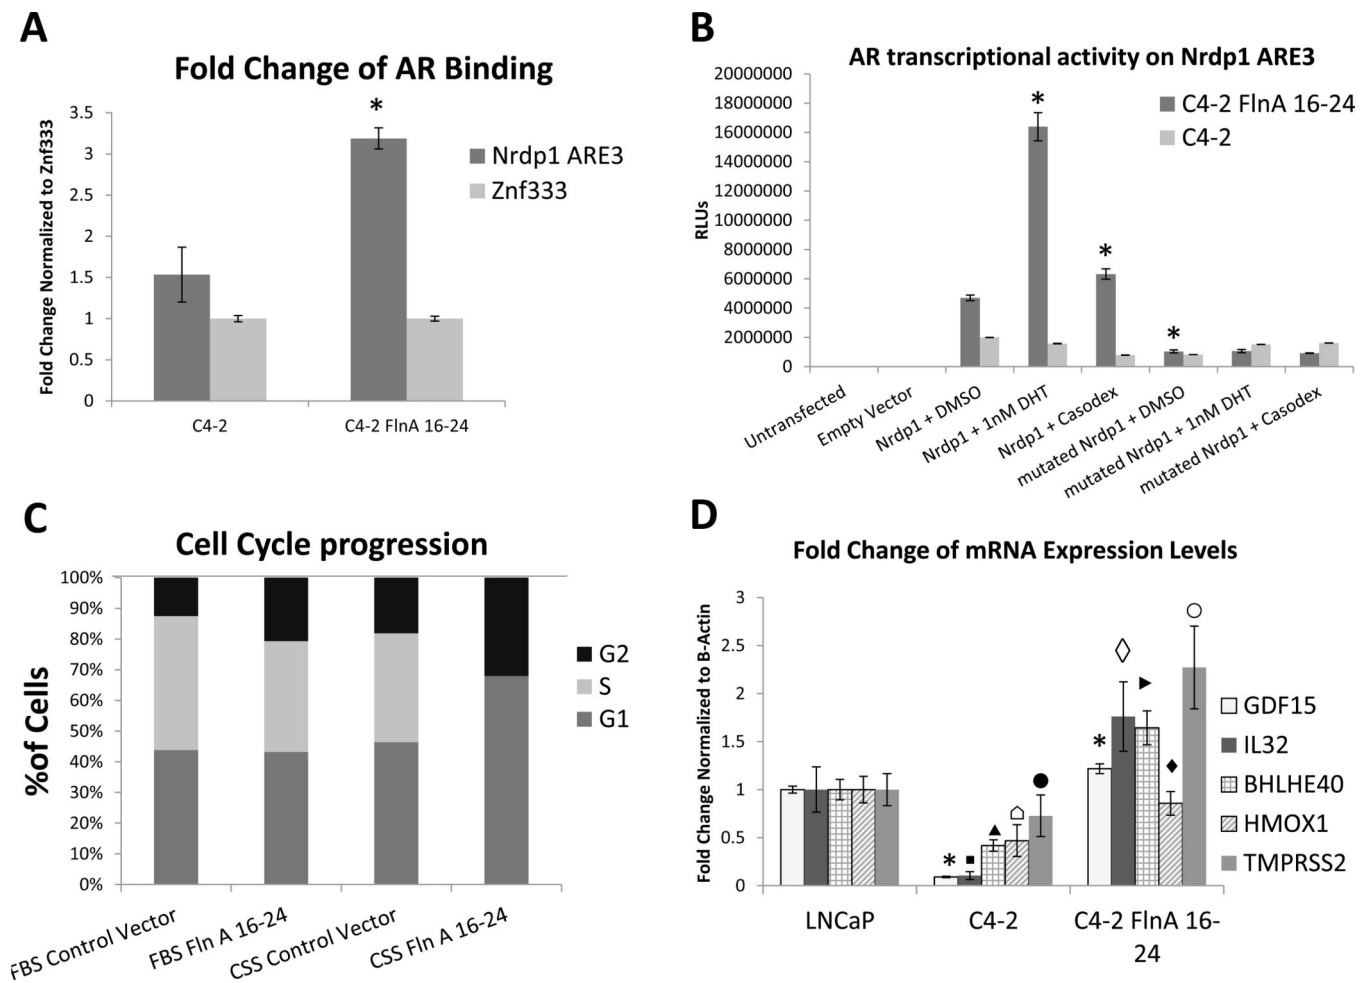 A
Fold Change of AR Binding
Fold Change Normalized to Znf333
3.5
3
2.5
2
1.5
1
0.5
0
*
Nrdp1 ARE3
Znf333
C4-2
C4-2 FlnA 16-24
B
AR transcriptional activity on Nrdp1 ARE3
RLUs
20000000
18000000
16000000
14000000
12000000
10000000
8000000
6000000
4000000
2000000
0
*
*
*
C4-2 FlnA 16-24
C4-2
Untransfected
Empty Vector
Nrdp1 + DMSO
Nrdp1 + 1nM DHT
Nrdp1 + Casodex
mutated Nrdp1 + DMSO
mutated Nrdp1 + 1nM DHT
mutated Nrdp1 + Casodex
C
Cell Cycle progression
%of Cells
100%
90%
80%
70%
60%
50%
40%
30%
20%
10%
0%
G2
S
G1
FBS Control Vector
FBS Fln A 16-24
CSS Control Vector
CSS Fln A 16-24
D
Fold Change of mRNA Expression Levels
Fold Change Normalized to B-Actin
3
2.5
2
1.5
1
0.5
0
*
*
GDF15
IL32
BHLHE40
HMOX1
TMPRSS2
LNCaP
C4-2
C4-2 FlnA 16-
24